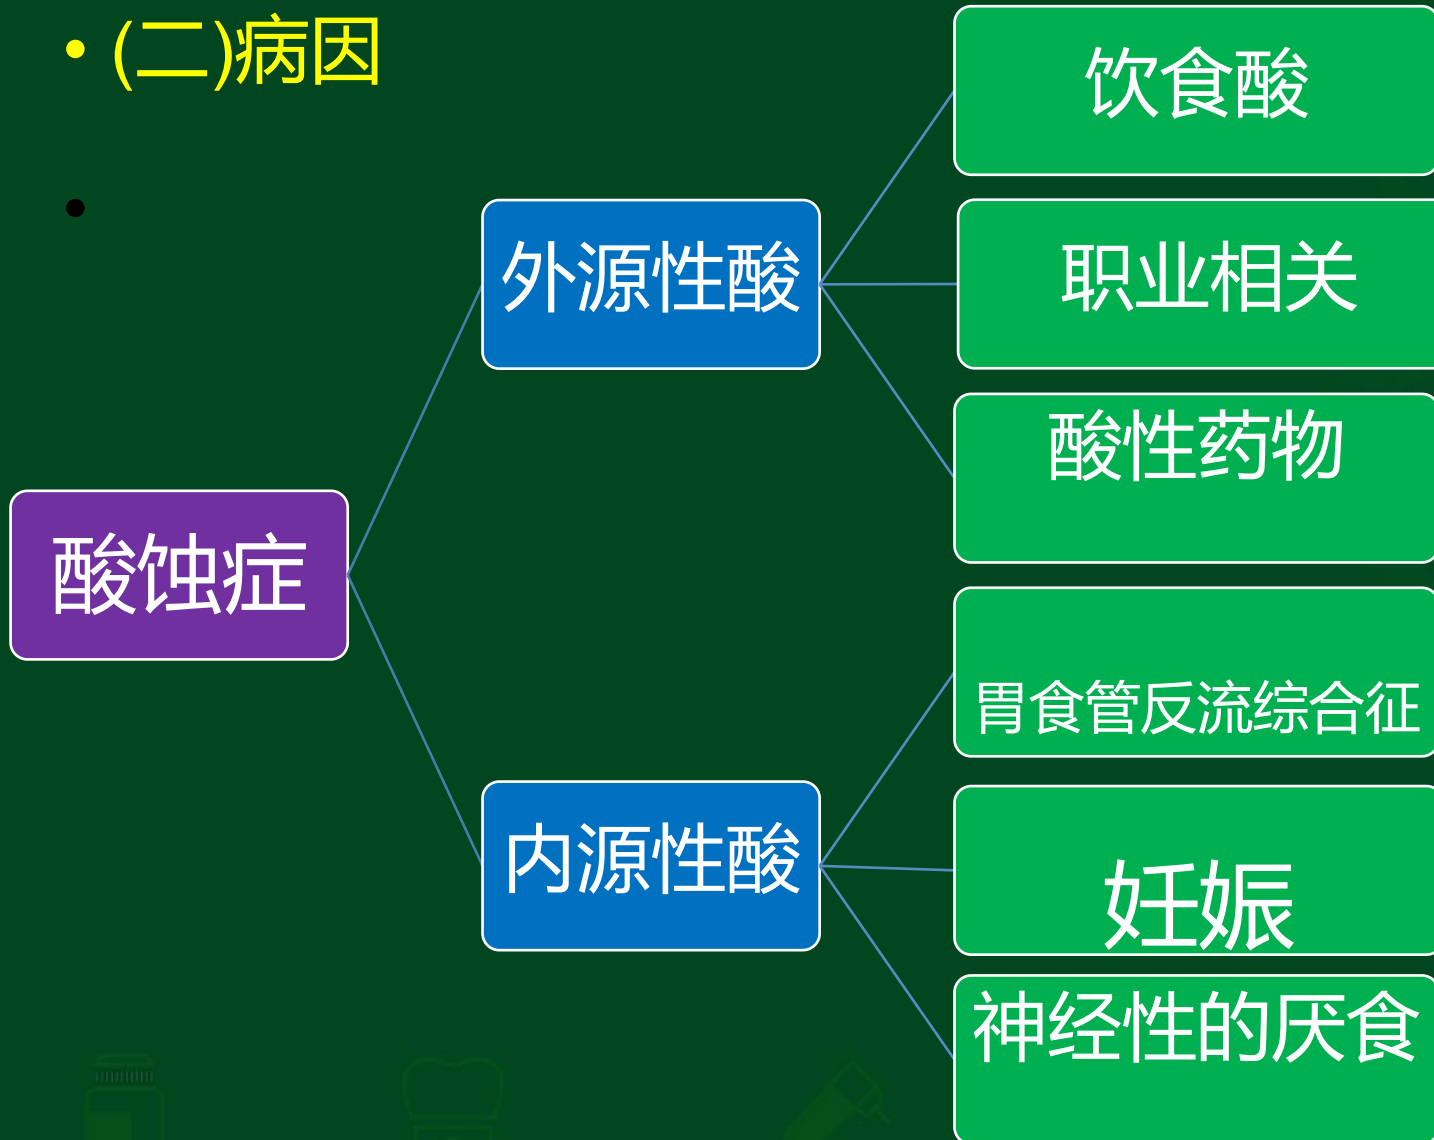 • (二)病因
•
饮食酸
外源性酸
职业相关
酸性药物
酸蚀症
胃食管反流综合征
内源性酸
妊娠
神经性的厌食